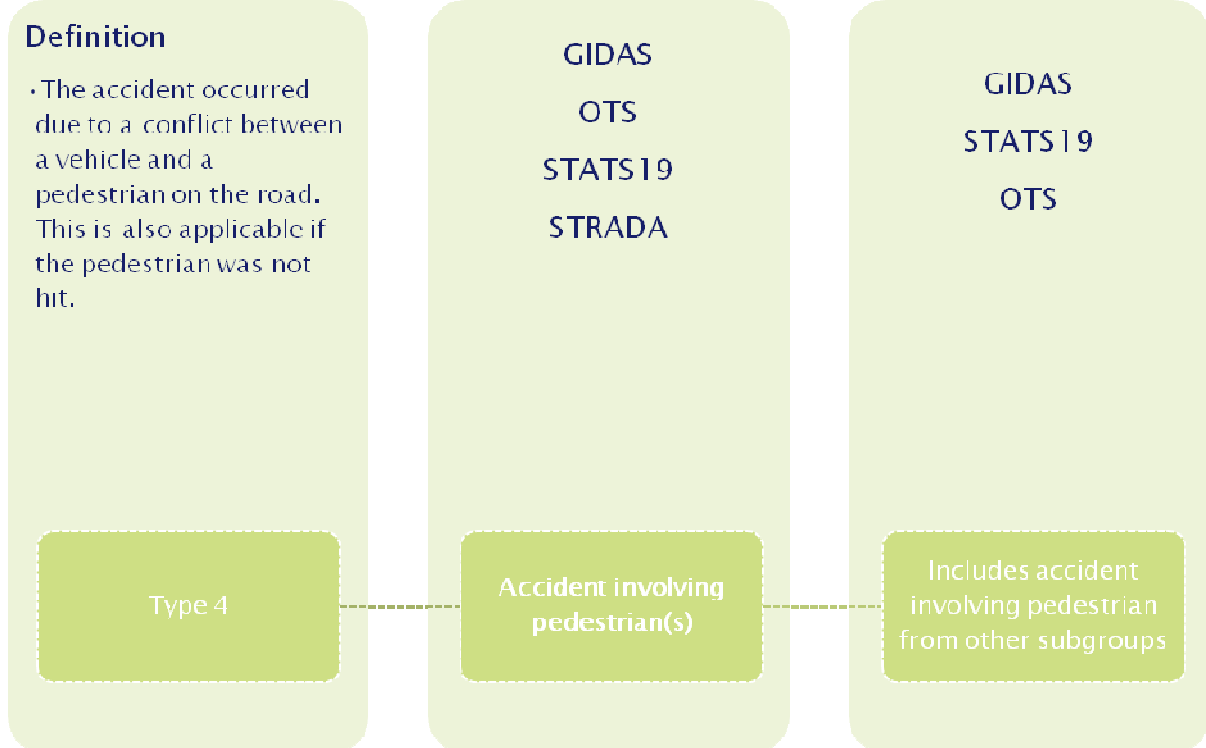 Definition
· The accident occurred
due to a conflict between
a vehicle and a
pedestrian on the road.
This is also applicable if
the pedestrian was not
hit.
Type 4
GIDAS
OTS
STATS19
STRADA
Accident involving
pedestrian(s)
GIDAS
STATS19
OTS
Includes accident
involving pedestrian
from other subgroups